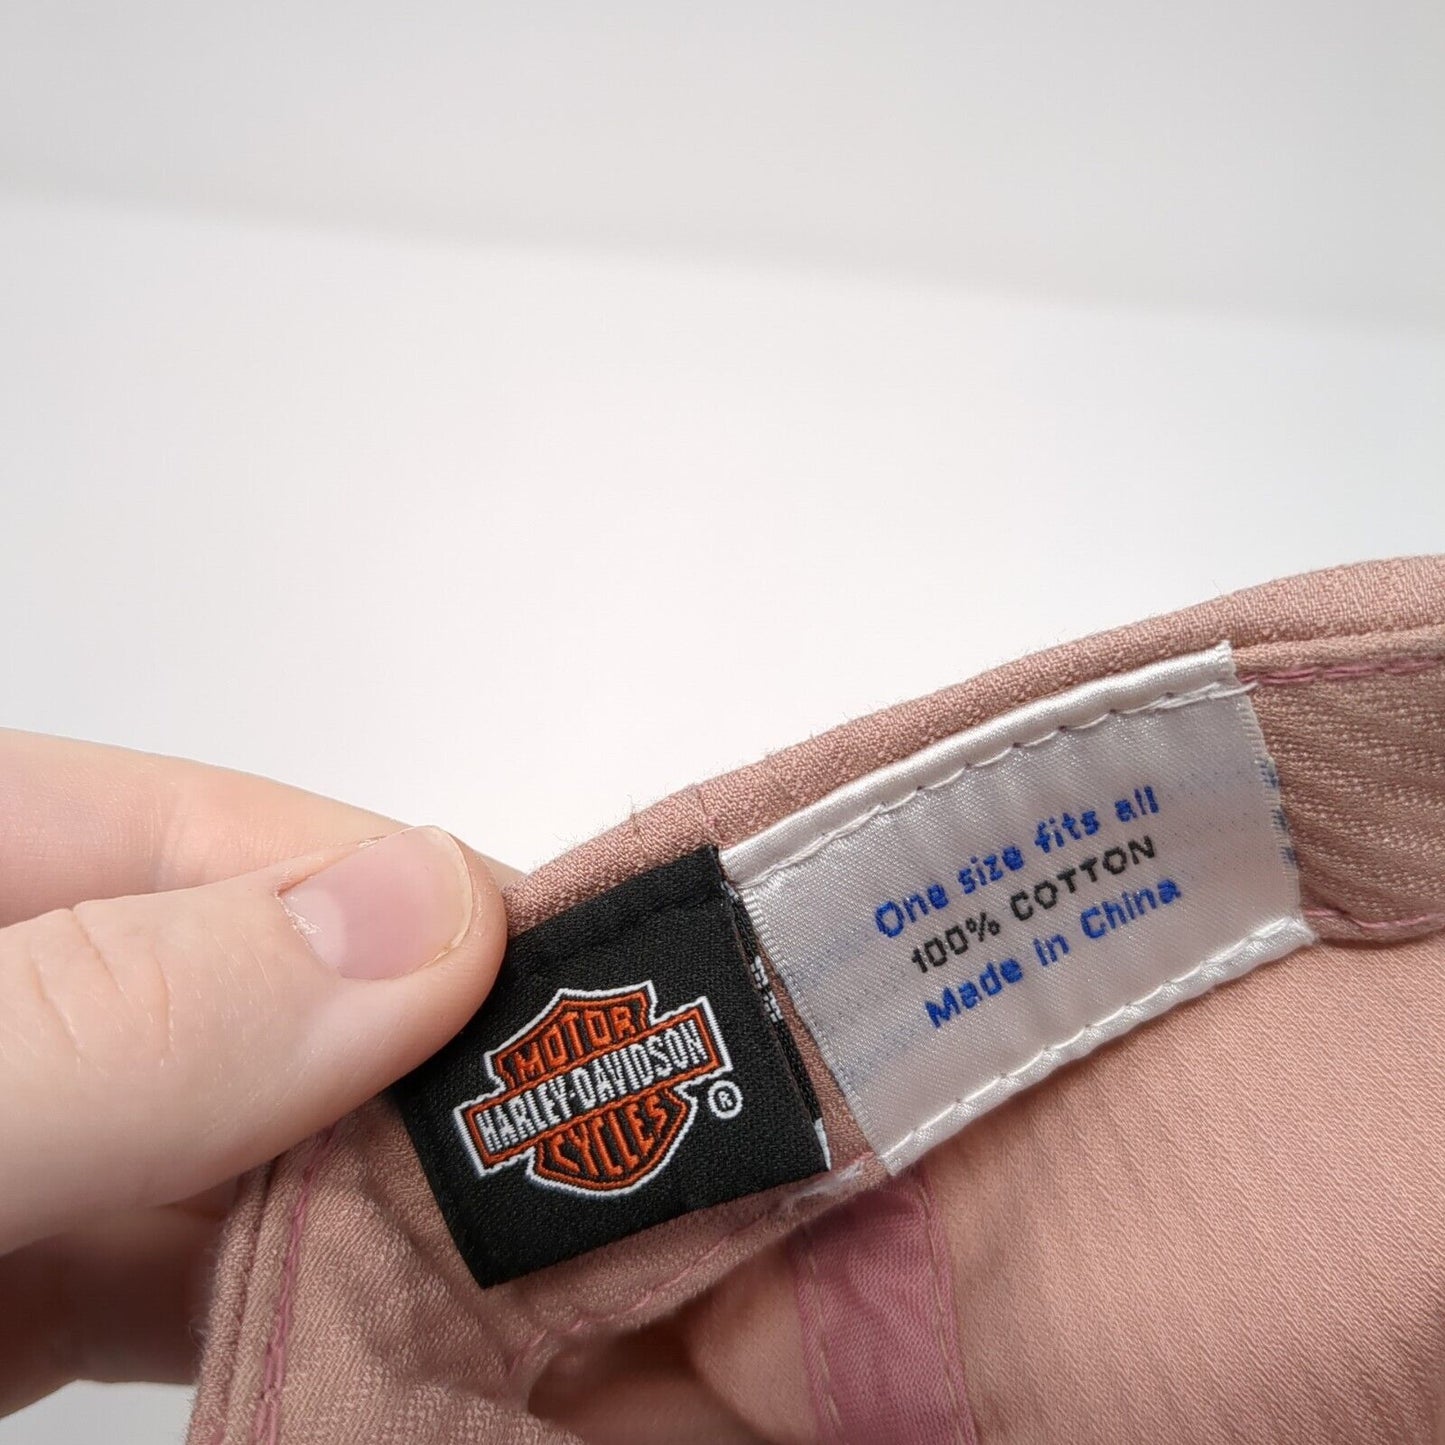 MOTOR
HARLEY-DAVIDSON
CYCLES
®
One size fits all
100% COTTON
Made in China